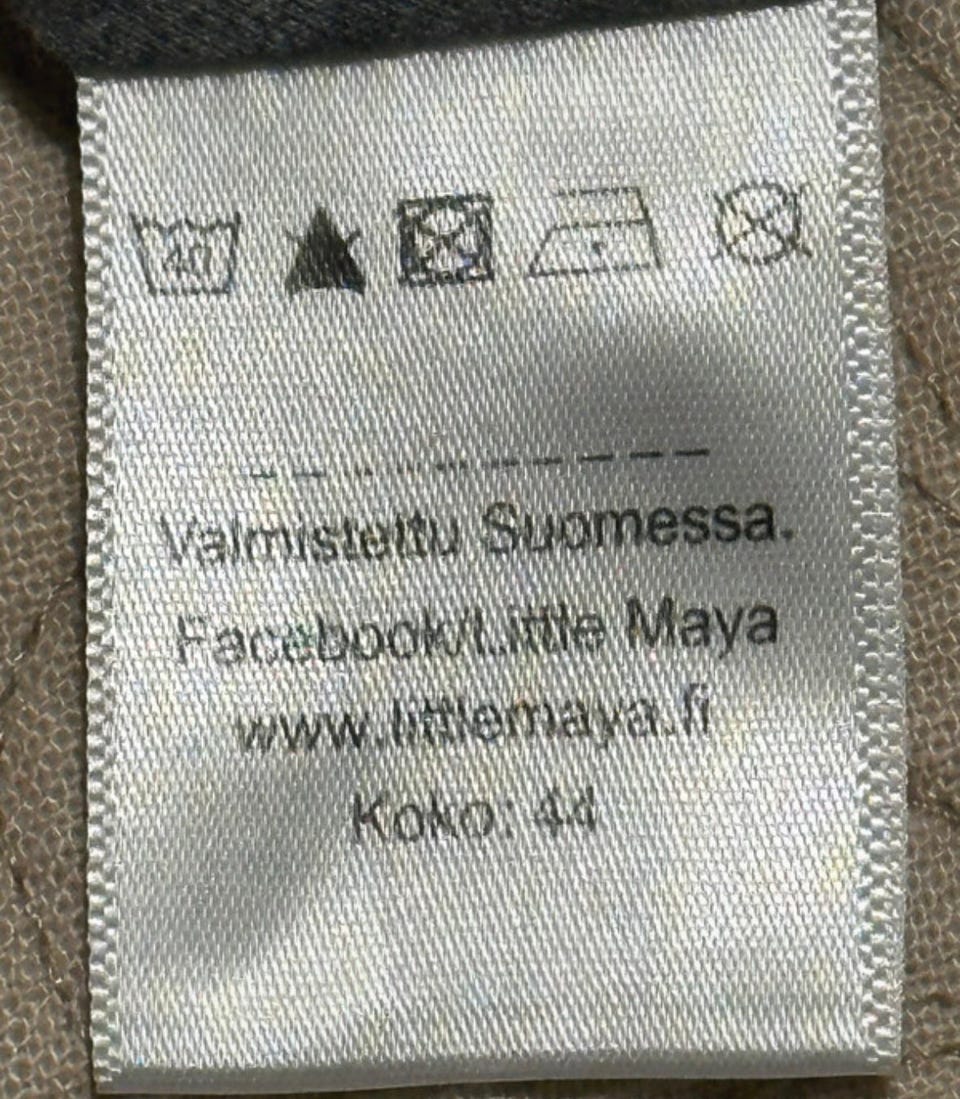 40
Valmistettu Suomessa.
Facebook/Little Maya
www.littlemaya.fi
Koko: 44